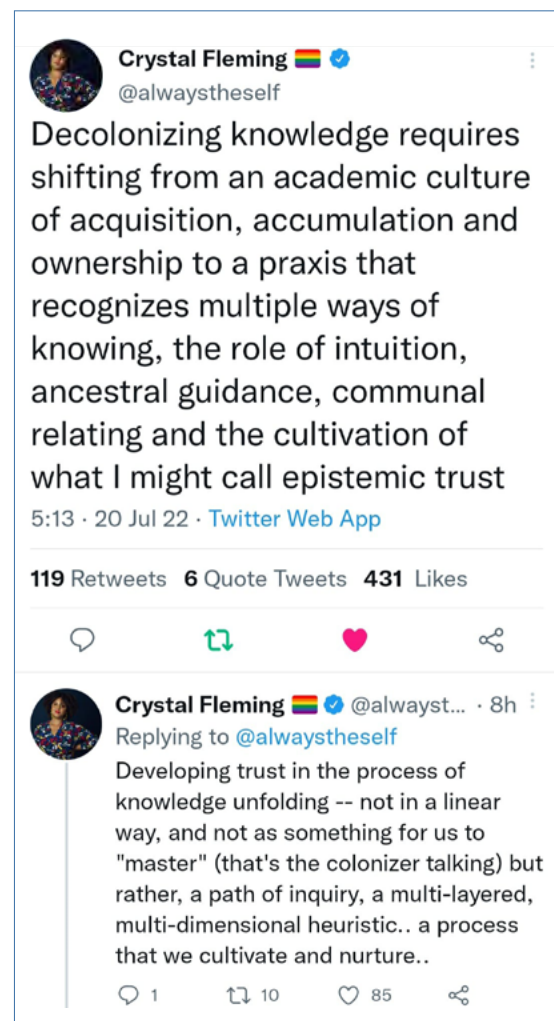 Crystal Fleming
@alwaystheself
Decolonizing knowledge requires
shifting from an academic culture
of acquisition, accumulation and
ownership to a praxis that
recognizes multiple ways of
knowing, the role of intuition,
ancestral guidance, communal
relating and the cultivation of
what I might call epistemic trust
5:13 · 20 Jul 22 · Twitter Web App
119 Retweets 6 Quote Tweets 431 Likes
Crystal Fleming @alwayst... · 8h
Replying to @alwaystheself
Developing trust in the process of
knowledge unfolding -- not in a linear
way, and not as something for us to
"master" (that's the colonizer talking) but
rather, a path of inquiry, a multi-layered,
multi-dimensional heuristic.. a process
that we cultivate and nurture..
1 10 85